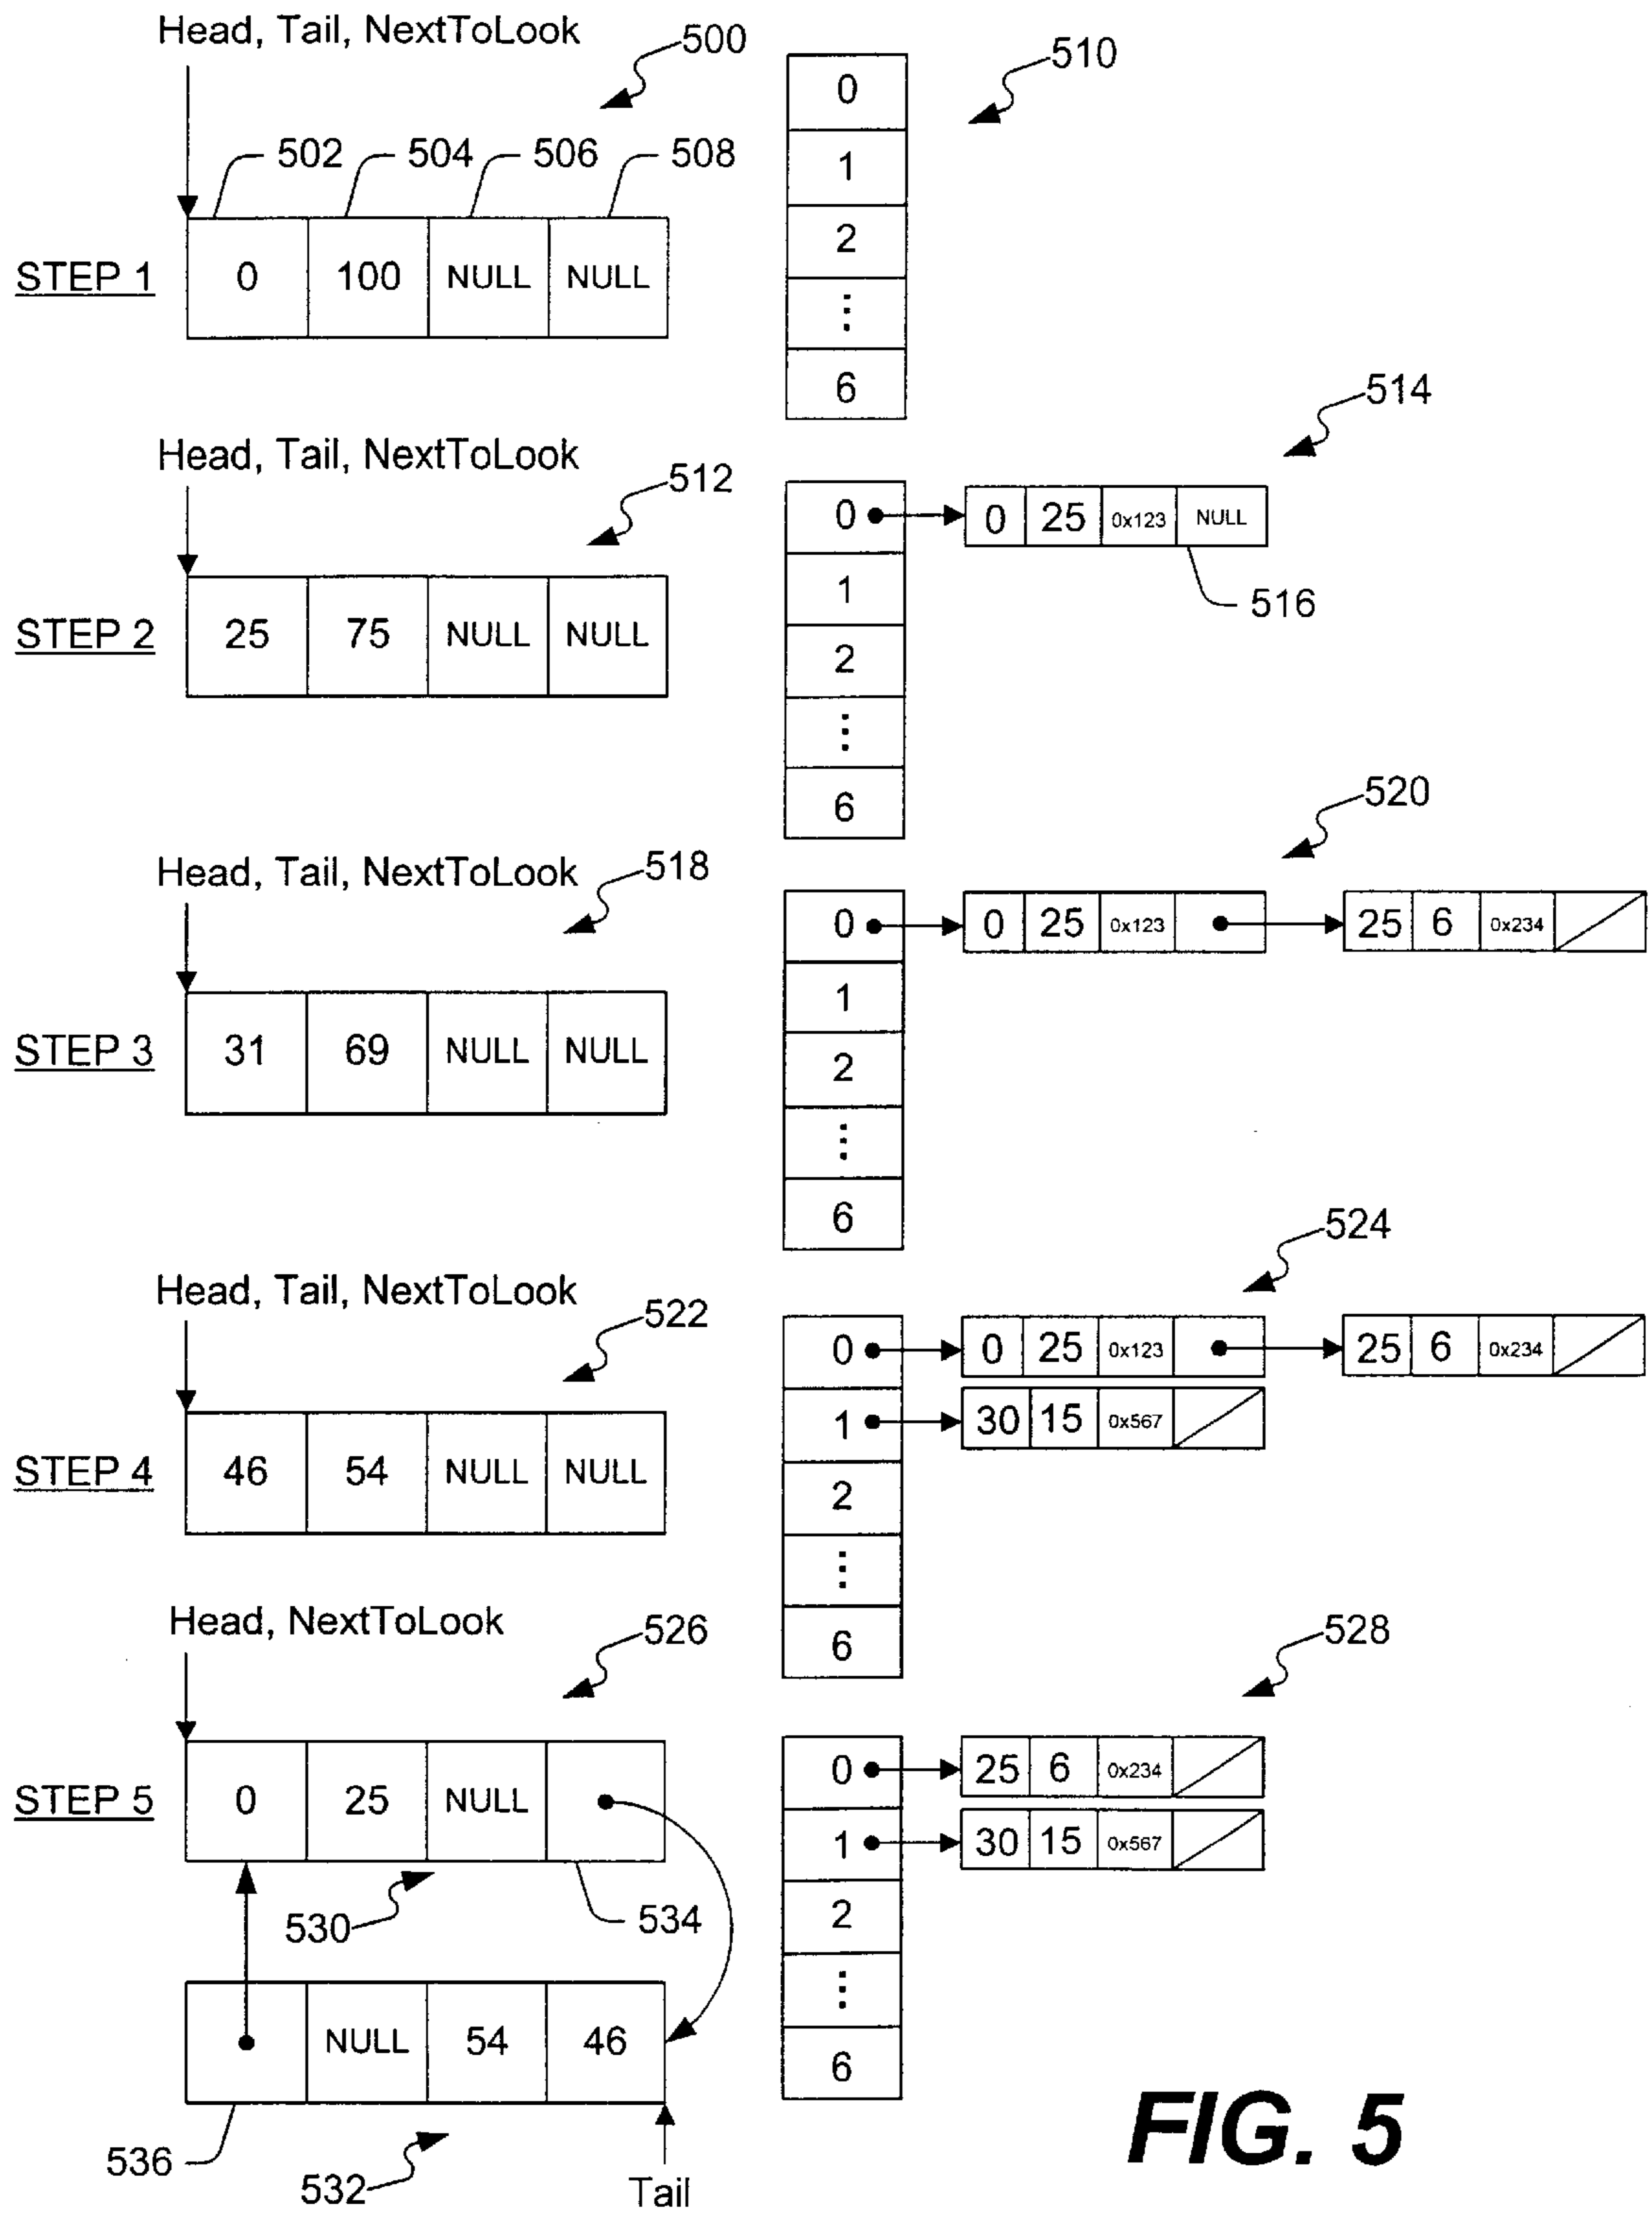 Head, Tail, NextToLook
500
510
502 504 506 508
STEP 1
0 100 NULL NULL
0
1
2
⋮
6
Head, Tail, NextToLook
512
514
STEP 2
25 75 NULL NULL
0
1
2
⋮
6
0 25 0x123 NULL
516
Head, Tail, NextToLook
518
520
STEP 3
31 69 NULL NULL
0
1
2
⋮
6
0 25 0x123
25 6 0x234
Head, Tail, NextToLook
522
524
STEP 4
46 54 NULL NULL
0
1
2
⋮
6
0 25 0x123
25 6 0x234
30 15 0x567
Head, NextToLook
526
528
STEP 5
0 25 NULL
530
534
NULL 54 46
536
532
Tail
0
1
2
⋮
6
25 6 0x234
30 15 0x567
FIG. 5